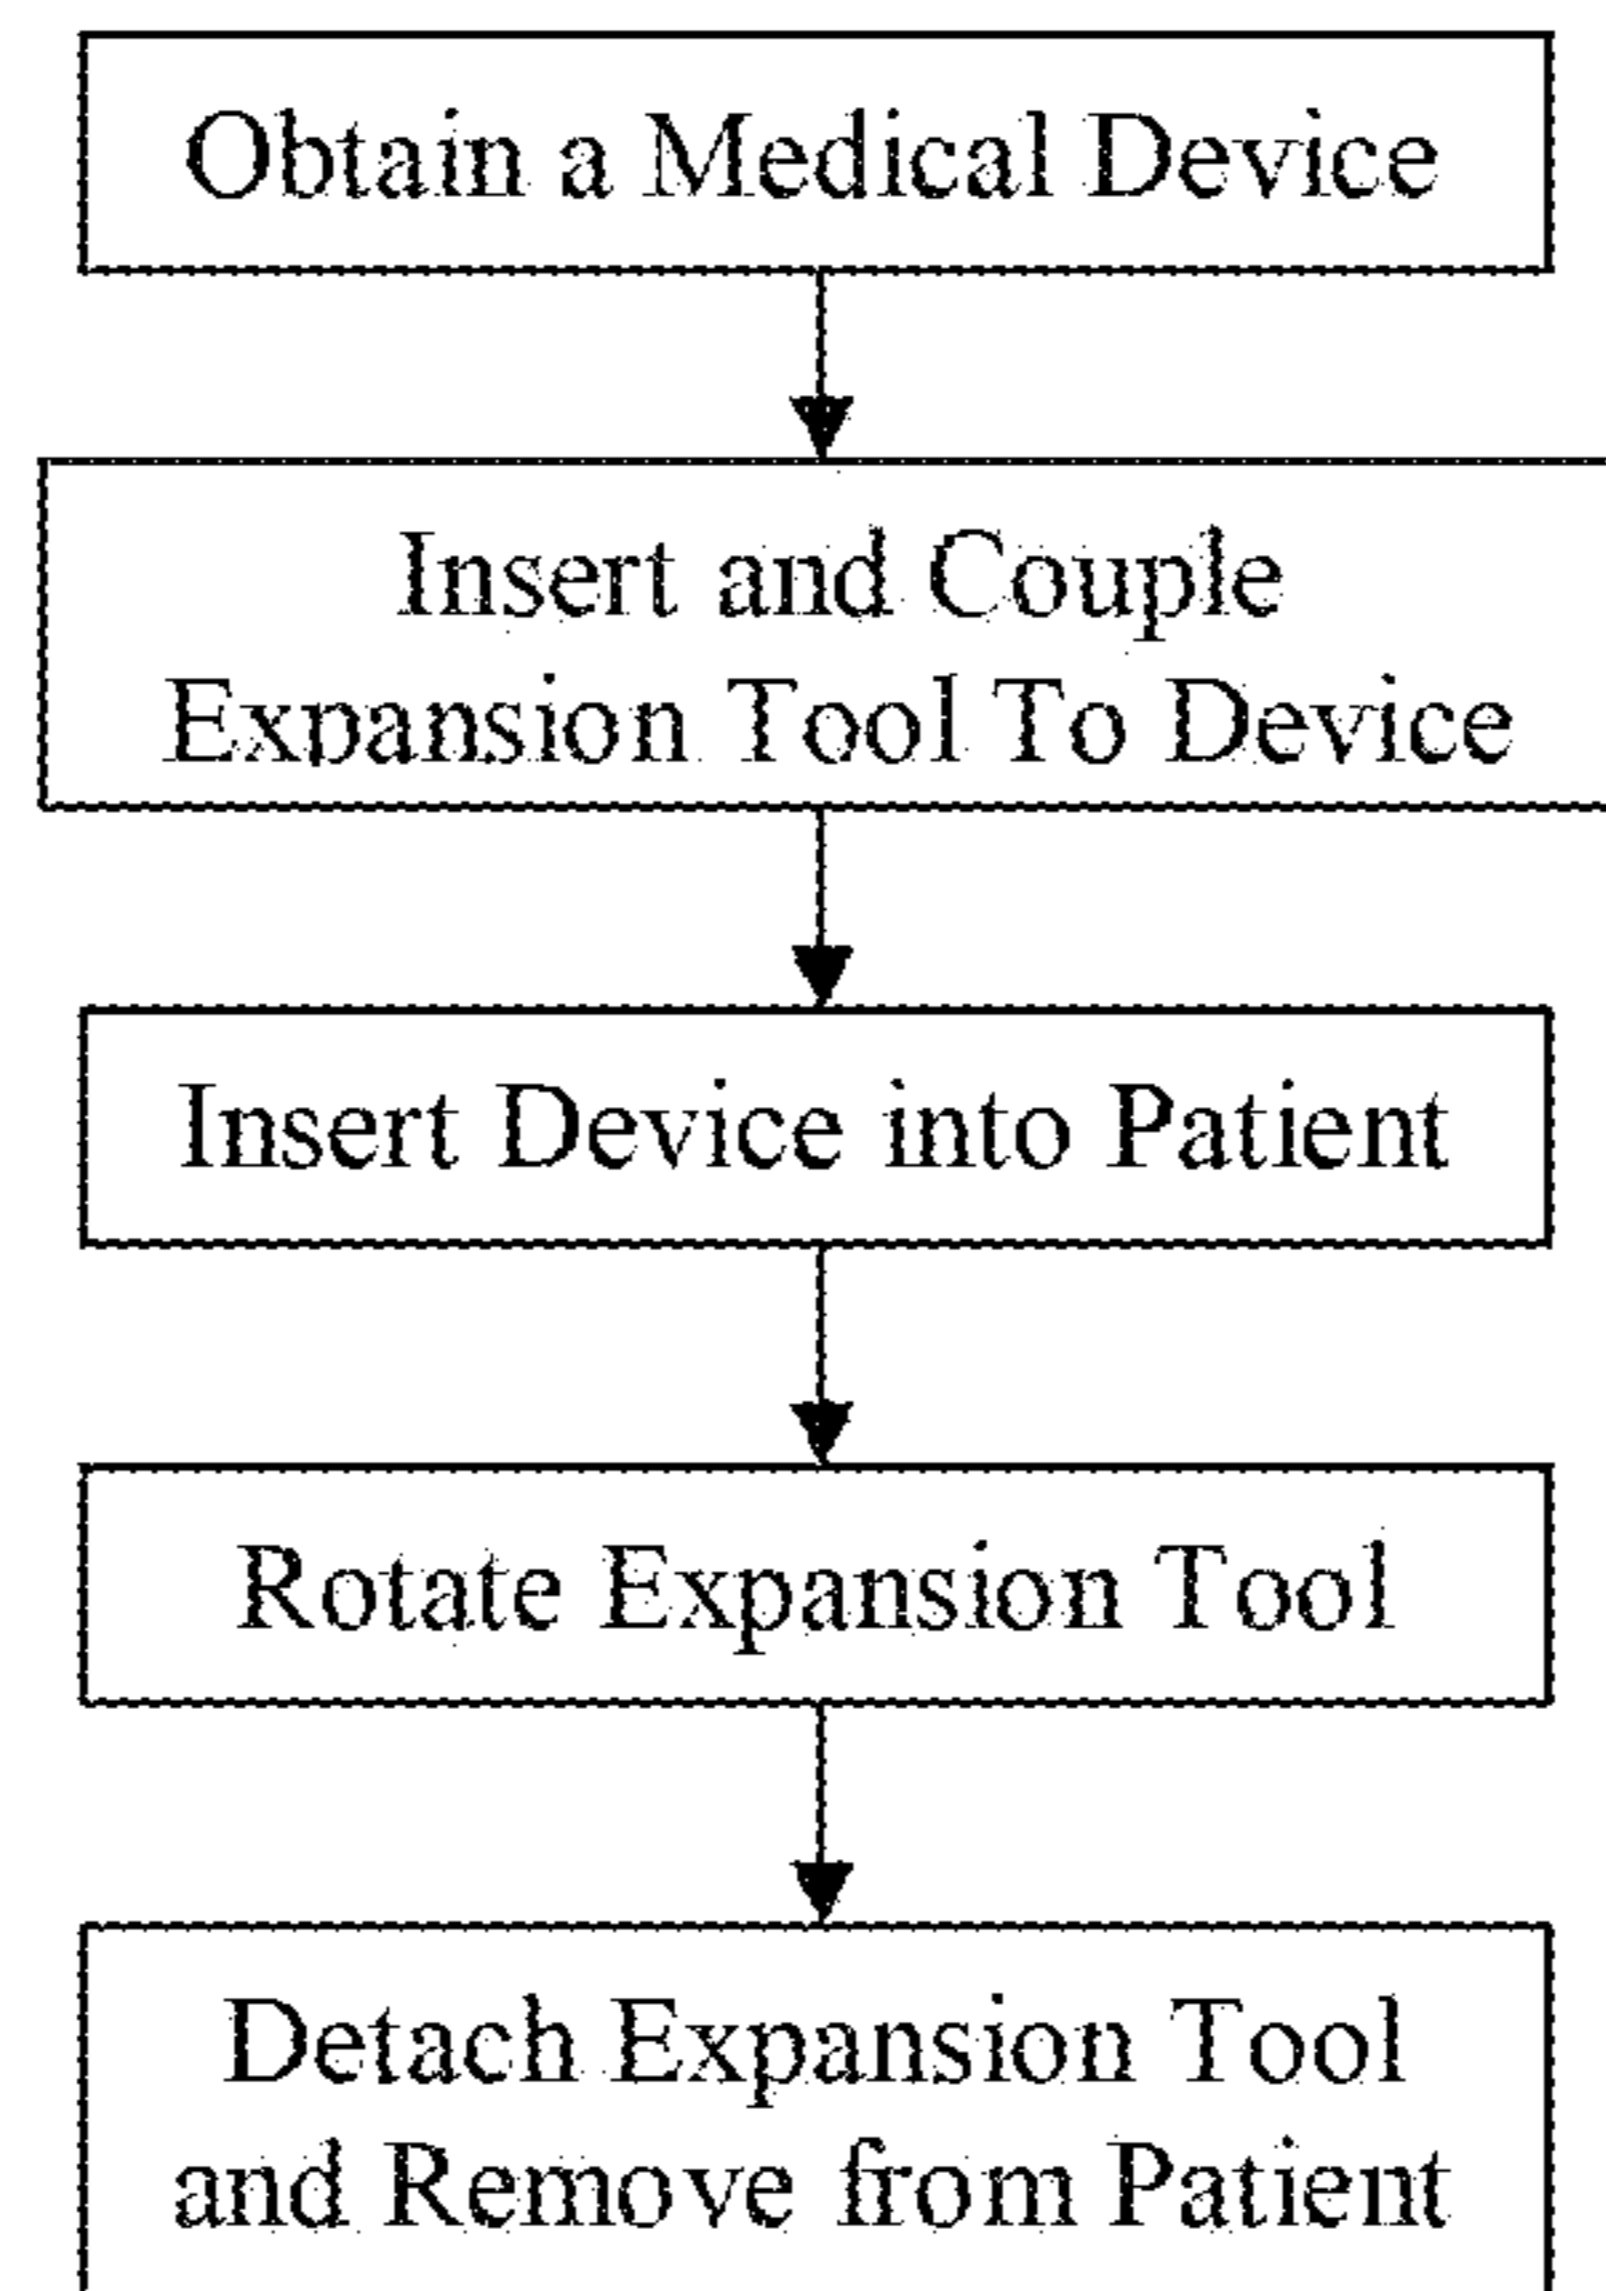 Obtain a Medical Device
Insert and Couple
Expansion Tool To Device
Insert Device into Patient
Rotate Expansion Tool
Detach Expansion Tool
and Remove from Patient